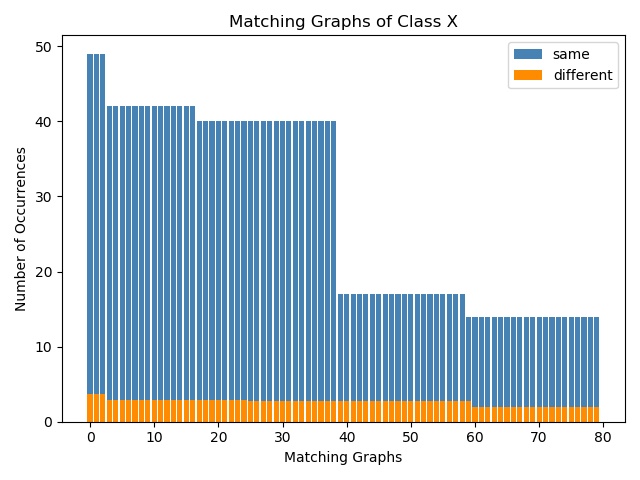 Matching Graphs of Class X
same
different
Number of Occurrences
50
40
30
20
10
0
0 10 20 30 40 50 60 70 80
Matching Graphs